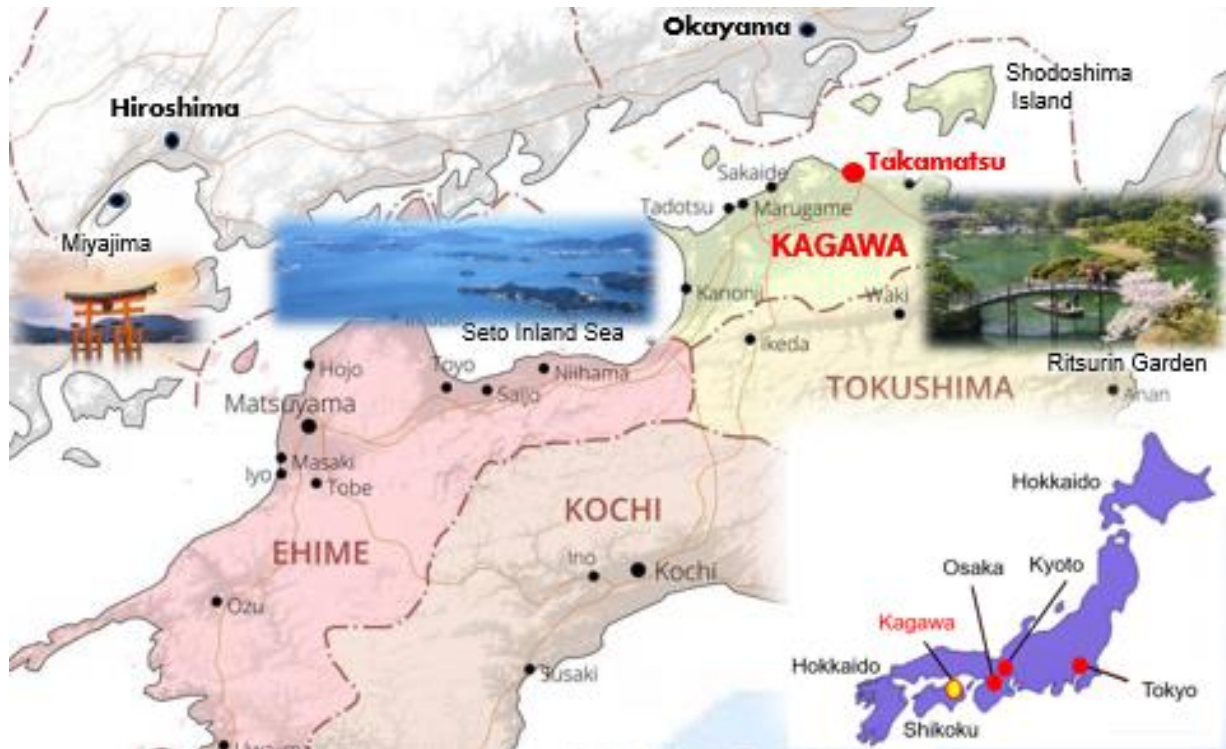 Okayama
Shodoshima
Island
Hiroshima
Takamatsu
Sakaide
Tadotsu
Marugame
Miyajima
KAGAWA
Kanonji
Waki
Seto Inland Sea
Ikeda
Ritsurin Garden
Hojo
Toyo
Niihama
Saijo
TOKUSHIMA
Anan
Matsuyama
Masaki
Iyo
Tobe
KOCHI
EHIME
Ino
Kochi
Ozu
Susaki
Hokkaido
Osaka
Kyoto
Kagawa
Hokkaido
Tokyo
Shikoku